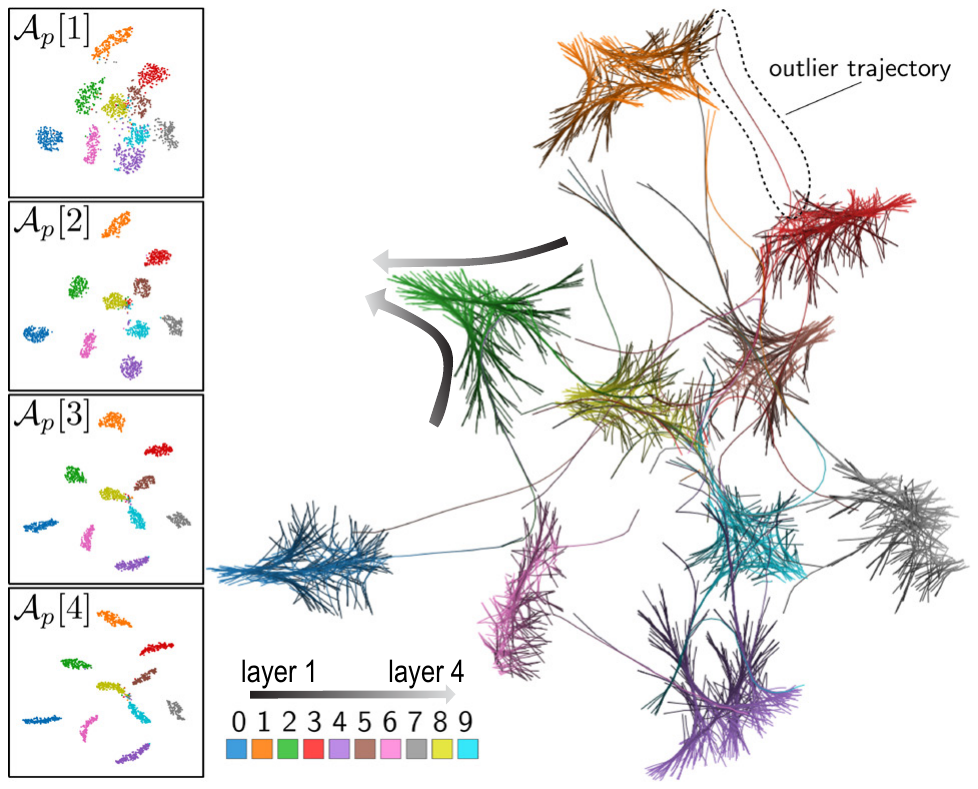 𝒜p[1]
outlier trajectory
𝒜p[2]
𝒜p[3]
𝒜p[4]
layer 1 layer 4
0 1 2 3 4 5 6 7 8 9